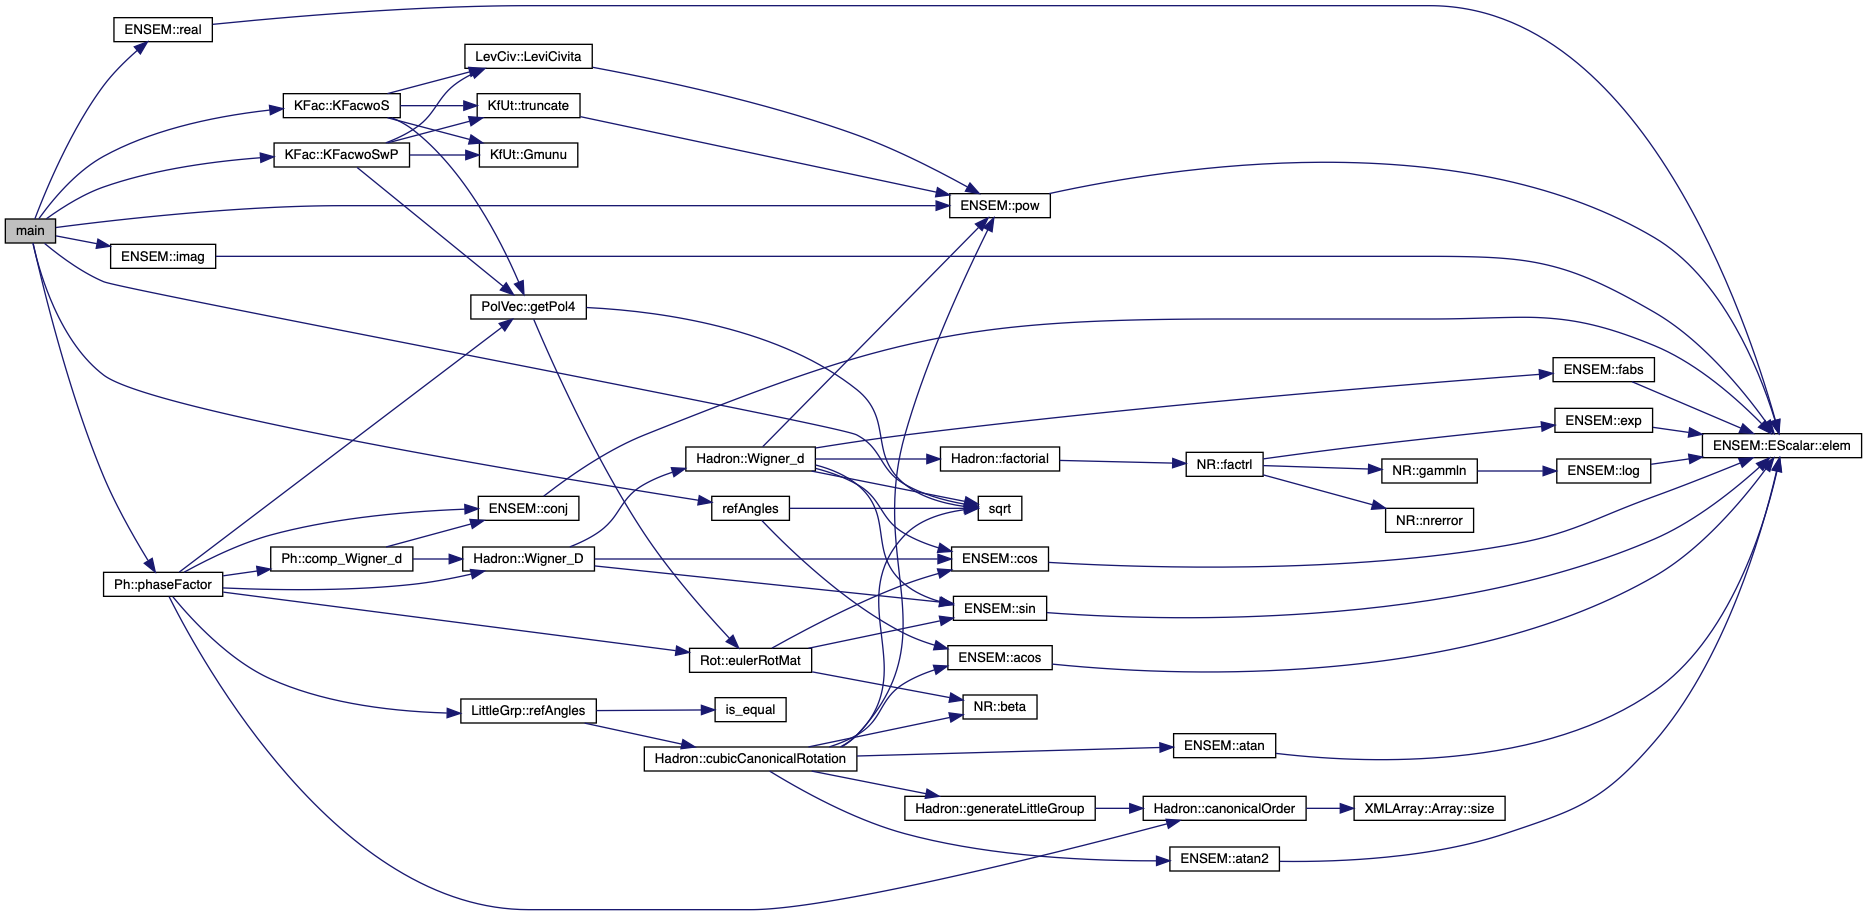 main
ENSEM::real
KFac::KFacwoS
KFac::KFacwoSwP
ENSEM::imag
Ph::phaseFactor
LevCiv::LeviCivita
KfUt::truncate
KfUt::Gmunu
PolVec::getPol4
ENSEM::conj
Ph::comp_Wigner_d
Hadron::Wigner_D
LittleGrp::refAngles
Hadron::Wigner_d
refAngles
Rot::eulerRotMat
is_equal
Hadron::cubicCanonicalRotation
ENSEM::pow
Hadron::factorial
sqrt
ENSEM::cos
ENSEM::sin
ENSEM::acos
NR::beta
Hadron::generateLittleGroup
NR::factrl
ENSEM::atan
Hadron::canonicalOrder
ENSEM::atan2
NR::gammln
NR::nrerror
XMLArray::Array::size
ENSEM::fabs
ENSEM::exp
ENSEM::log
ENSEM::EScalar::elem